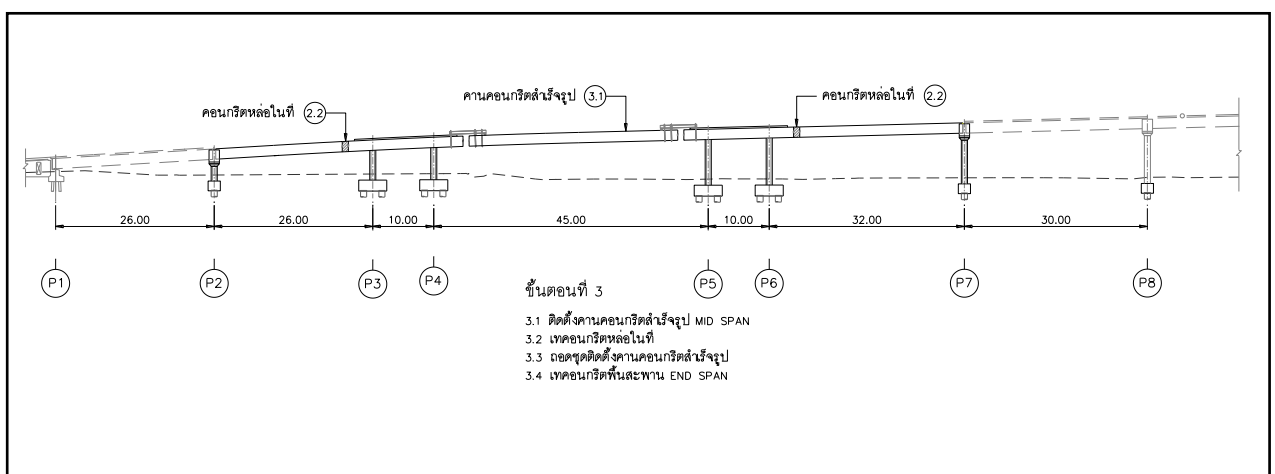 คานคอนกรีตสำเร็จรูป 3.1
คอนกรีตหล่อในที่ 2.2
คอนกรีตหล่อในที่ 2.2
26.00 26.00 10.00 45.00 10.00 32.00 30.00
P1 P2 P3 P4 P5 P6 P7 P8
ขั้นตอนที่ 3
3.1 ติดตั้งคานคอนกรีตสำเร็จรูป MID SPAN
3.2 เทคอนกรีตหล่อในที่
3.3 ถอดชุดติดตั้งคานคอนกรีตสำเร็จรูป
3.4 เทคอนกรีตพื้นสะพาน END SPAN